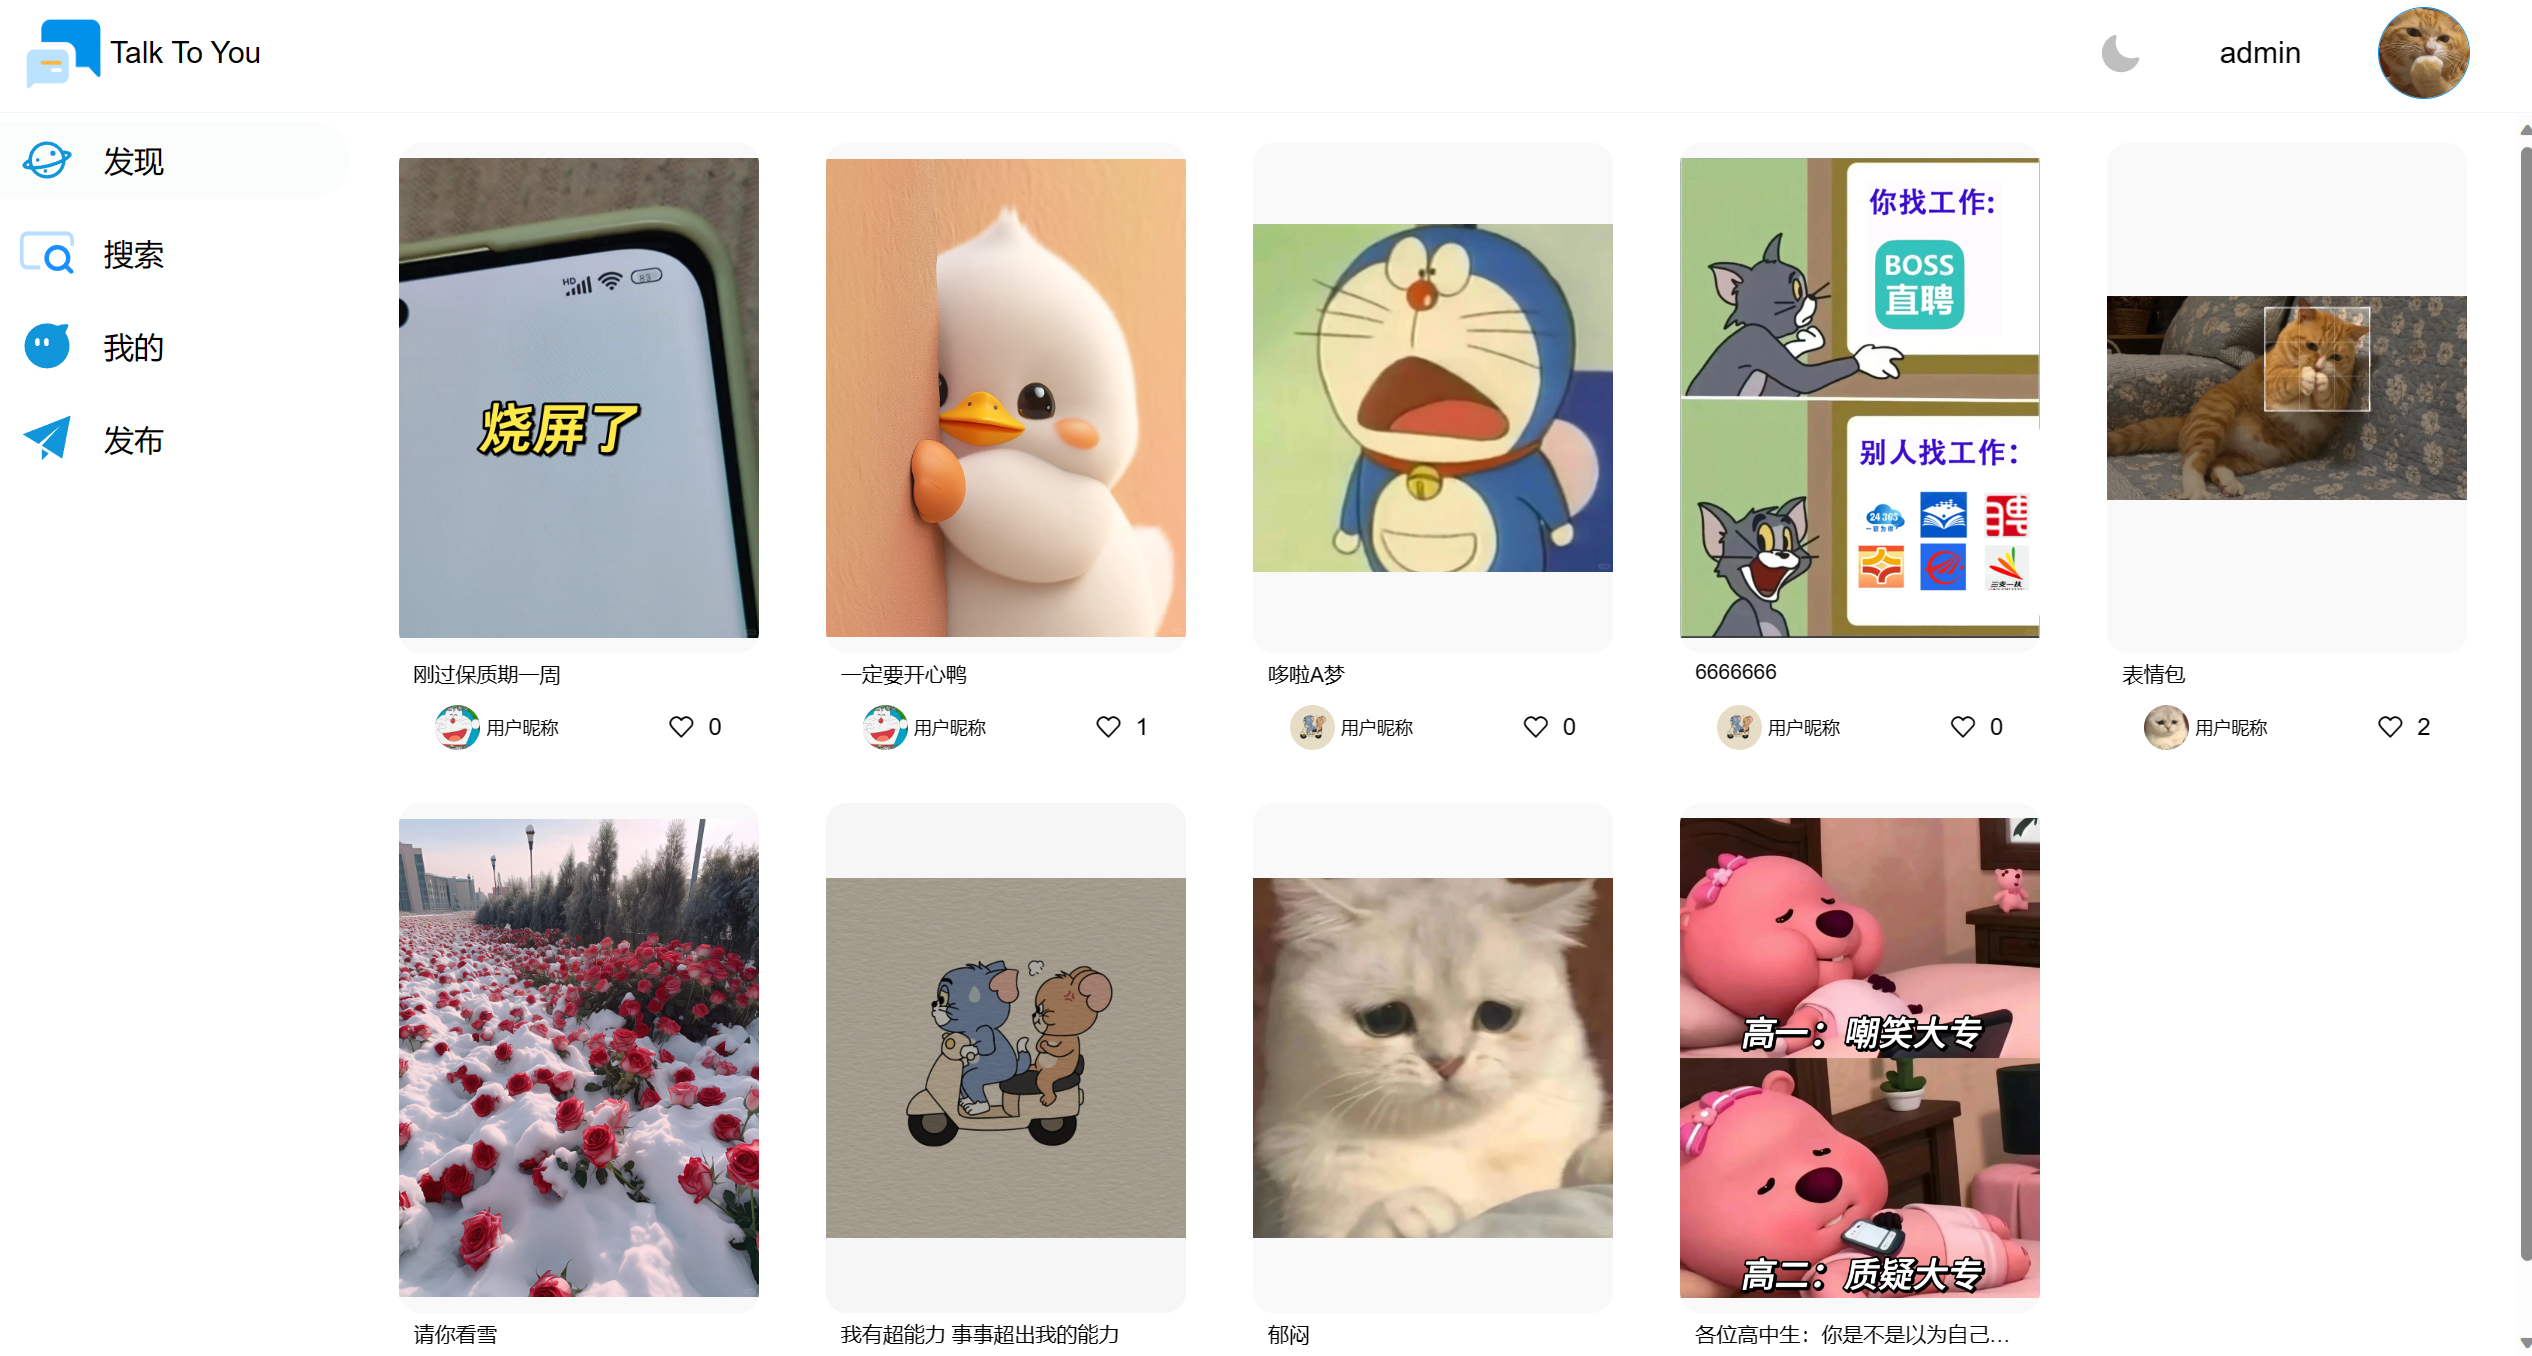 Talk To You
admin
发现
搜索
我的
发布
HD
83
烧屏了
你找工作:
BOSS
直聘
别人找工作:
24 365
聘
刚过保质期一周
一定要开心鸭
哆啦A梦
6666666
表情包
用户昵称 0
用户昵称 1
用户昵称 0
用户昵称 0
用户昵称 2
高一：嘲笑大专
高二：质疑大专
请你看雪
我有超能力 事事超出我的能力
郁闷
各位高中生：你是不是以为自己...